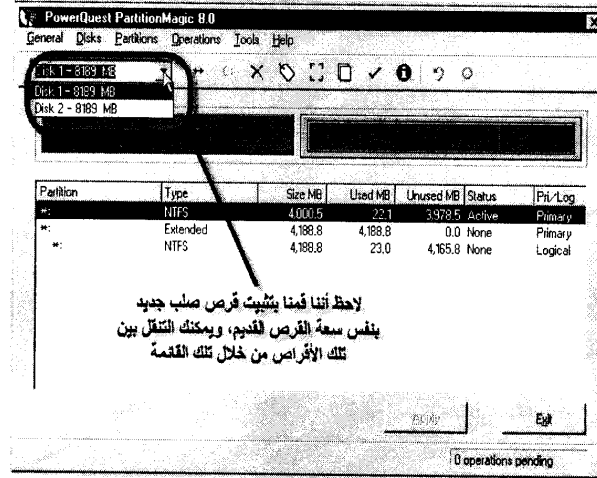 PowerQuest PartitionMagic 8.0
General Disks Partitions Operations Tools Help
Disk 1 - 8189 MB
Disk 1 - 8189 MB
Disk 2 - 8189 MB
Partition Type Size MB Used MB Unused MB Status Pri/Log
*: NTFS 4,000.5 22.1 3,978.5 Active Primary
*: Extended 4,188.8 4,188.8 0.0 None Primary
*: NTFS 4,188.8 23.0 4,165.8 None Logical
لاحظ أننا قمنا بتثبيت قرص صلب جديد
بنفس سعة القرص القديم، ويمكنك التنقل بين
تلك الأقراص من خلال تلك القائمة
Apply Exit
0 operations pending